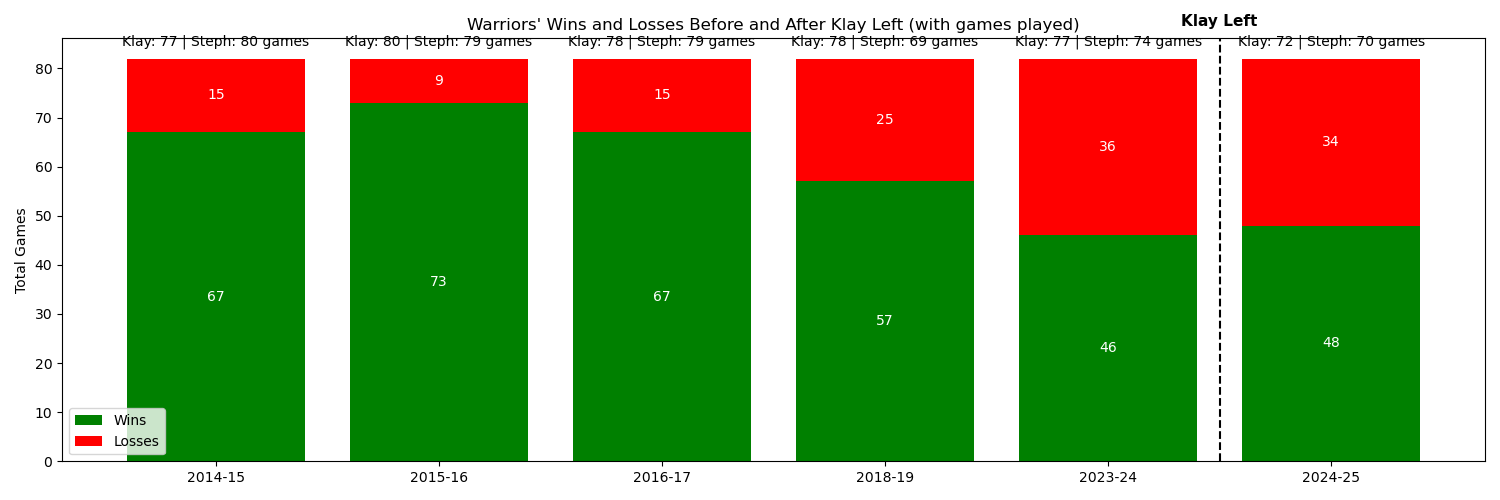 Klay Left
Warriors' Wins and Losses Before and After Klay Left (with games played)
Klay: 77 | Steph: 80 games
Klay: 80 | Steph: 79 games
Klay: 78 | Steph: 79 games
Klay: 78 | Steph: 69 games
Klay: 77 | Steph: 74 games
Klay: 72 | Steph: 70 games
Total Games
80
70
60
50
40
30
20
10
0
15
9
15
25
36
34
67
73
67
57
46
48
Wins
Losses
2014-15
2015-16
2016-17
2018-19
2023-24
2024-25